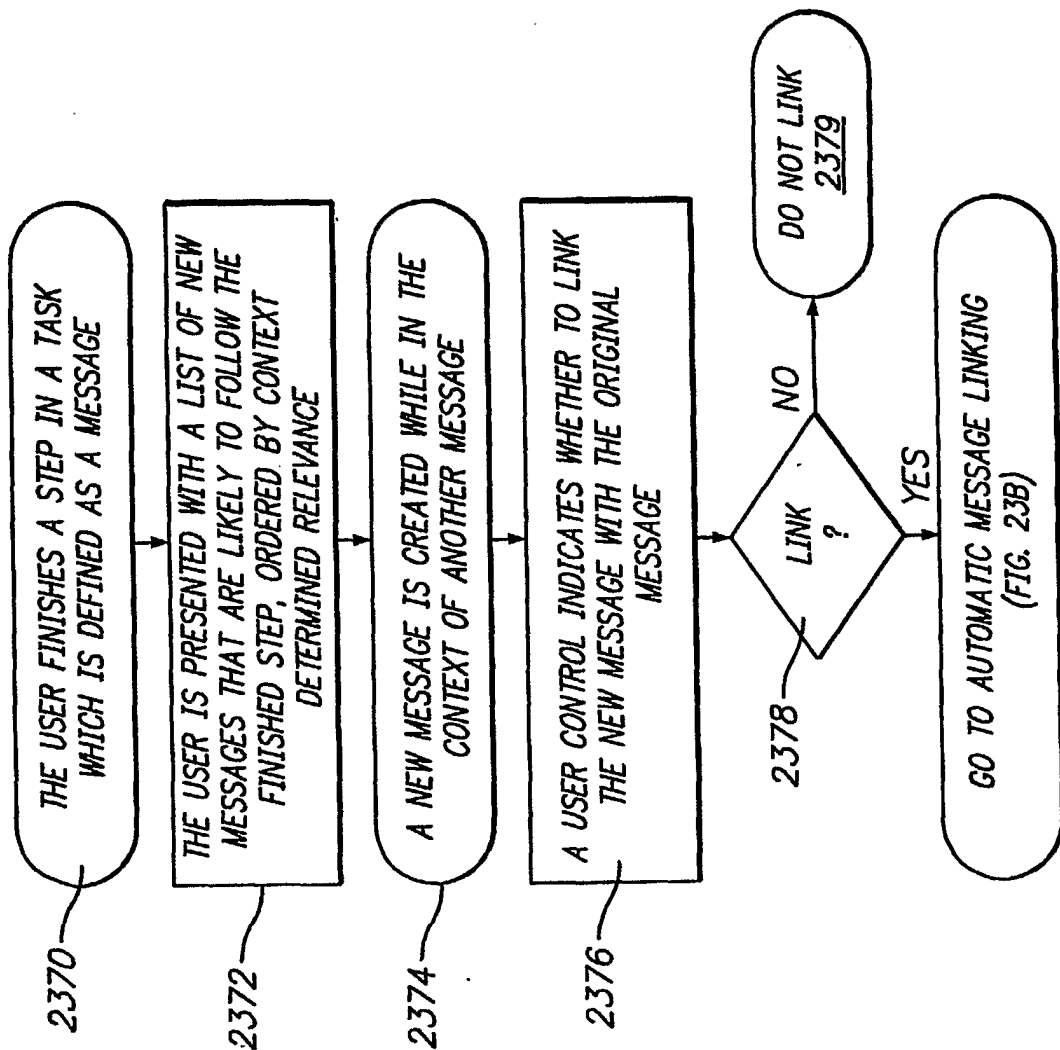 2370
THE USER FINISHES A STEP IN A TASK
WHICH IS DEFINED AS A MESSAGE
2372
THE USER IS PRESENTED WITH A LIST OF NEW
MESSAGES THAT ARE LIKELY TO FOLLOW THE
FINISHED STEP, ORDERED BY CONTEXT
DETERMINED RELEVANCE
2374
A NEW MESSAGE IS CREATED WHILE IN THE
CONTEXT OF ANOTHER MESSAGE
2376
A USER CONTROL INDICATES WHETHER TO LINK
THE NEW MESSAGE WITH THE ORIGINAL
MESSAGE
2378
LINK
?
NO
DO NOT LINK
2379
YES
GO TO AUTOMATIC MESSAGE LINKING
(FIG. 23B)